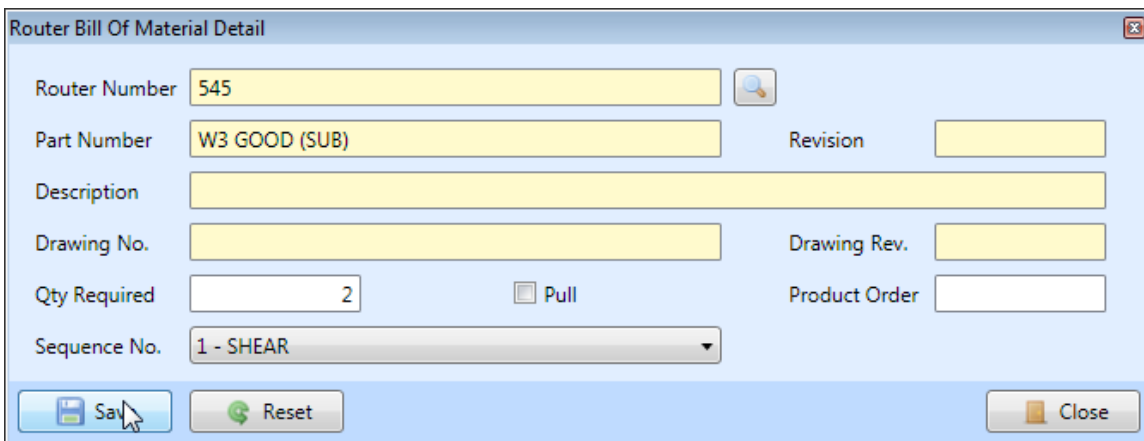 Router Bill Of Material Detail
Router Number 545
Part Number W3 GOOD (SUB) Revision
Description
Drawing No. Drawing Rev.
Qty Required 2 Pull Product Order
Sequence No. 1 - SHEAR
Reset Close